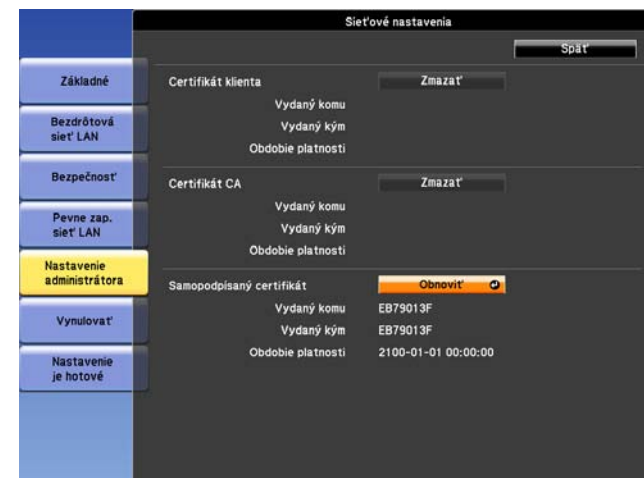 Sieťové nastavenia
Späť
Základné
Bezdrôtová
sieť LAN
Bezpečnosť
Pevne zap.
sieť LAN
Nastavenie
administrátora
Vynulovať
Nastavenie
je hotové
Certifikát klienta Zmazať
Vydaný komu
Vydaný kým
Obdobie platnosti
Certifikát CA Zmazať
Vydaný komu
Vydaný kým
Obdobie platnosti
Samopodpísaný certifikát Obnoviť
Vydaný komu EB79013F
Vydaný kým EB79013F
Obdobie platnosti 2100-01-01 00:00:00